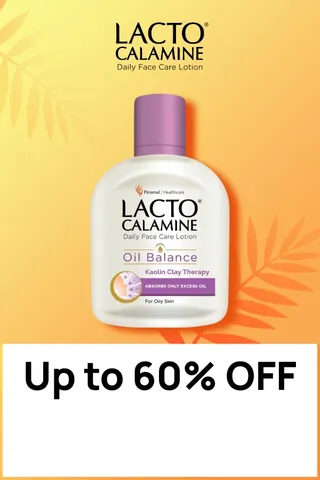 LACTO®
CALAMINE
Daily Face Care Lotion
Piramal | Healthcare
LACTO®
CALAMINE
Daily Face Care Lotion
Oil Balance
Kaolin Clay Therapy
ABSORBS ONLY EXCESS OIL
For Oily Skin
Up to 60% OFF